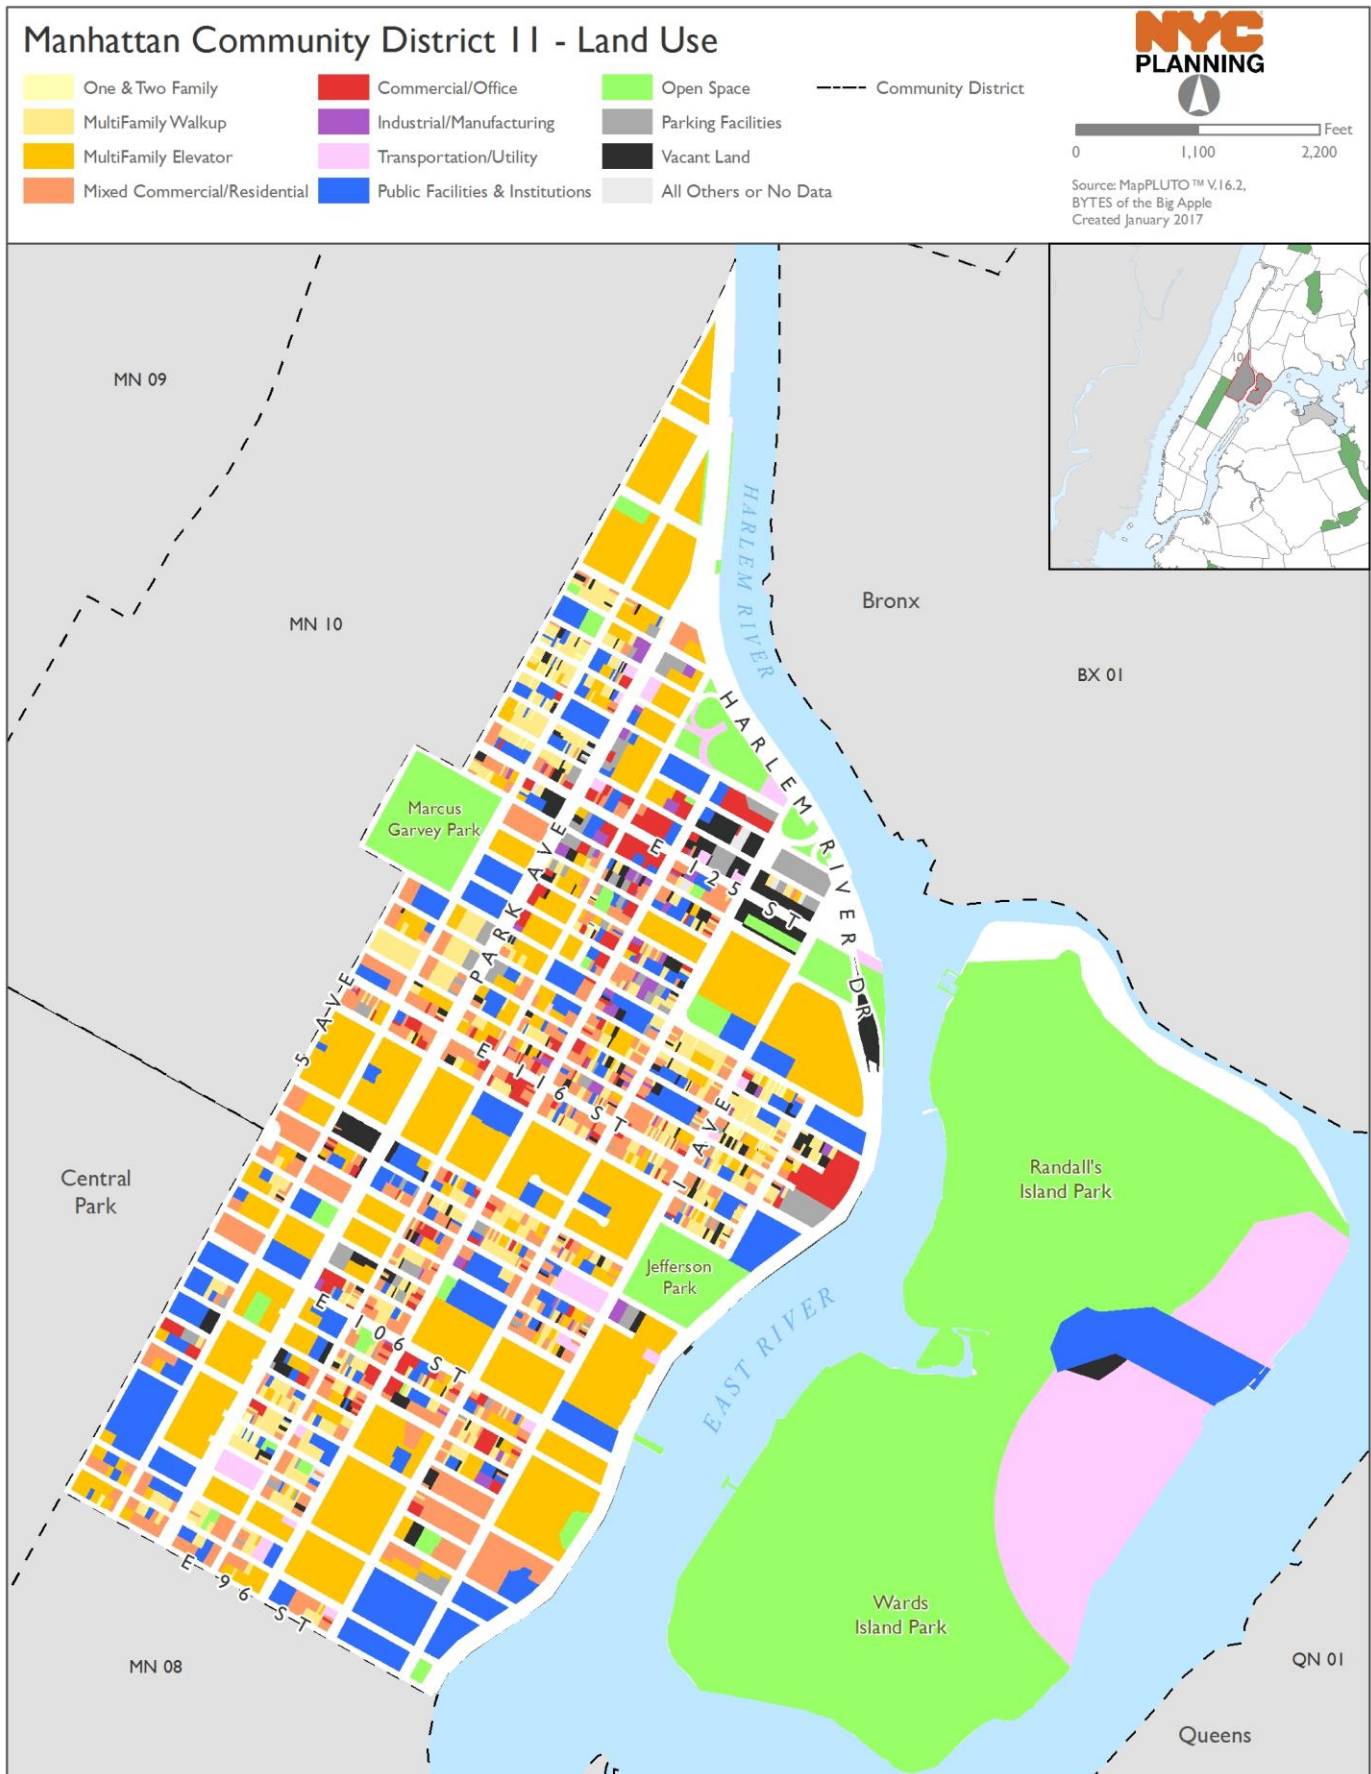 Manhattan Community District 11 - Land Use
NYC
PLANNING
One & Two Family
MultiFamily Walkup
MultiFamily Elevator
Mixed Commercial/Residential
Commercial/Office
Industrial/Manufacturing
Transportation/Utility
Public Facilities & Institutions
Open Space
Parking Facilities
Vacant Land
All Others or No Data
Community District
Feet
0 1,100 2,200
Source: MapPLUTO™ V.16.2,
BYTES of the Big Apple
Created January 2017
10
MN 09
MN 10
Bronx
BX 01
HARLEM RIVER
HARLEM RIVER
HARLEM RIVER DR
Marcus
Garvey Park
PARK AVE
E 125 ST
5 AVE
E 116 ST
1 AVE
Central
Park
Randall's
Island Park
Jefferson
Park
E 106 ST
EAST RIVER
E 96 ST
Wards
Island Park
MN 08
QN 01
Queens